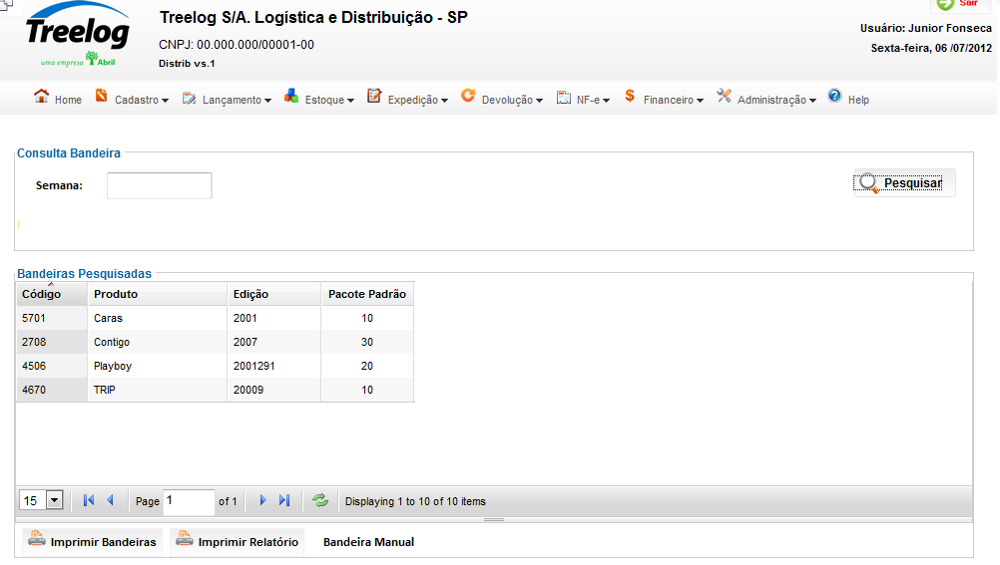 Treelog
uma empresa Abril
Treelog S/A. Logística e Distribuição - SP
CNPJ: 00.000.000/00001-00
Distrib vs.1
Sair
Usuário: Junior Fonseca
Sexta-feira, 06 /07/2012
Home Cadastro Lançamento Estoque Expedição Devolução NF-e Financeiro Administração Help
Consulta Bandeira
Semana:
Pesquisar
Bandeiras Pesquisadas
Código Produto Edição Pacote Padrão
5701 Caras 2001 10
2708 Contigo 2007 30
4506 Playboy 2001291 20
4670 TRIP 20009 10
15 Page 1 of 1 Displaying 1 to 10 of 10 items
Imprimir Bandeiras Imprimir Relatório Bandeira Manual